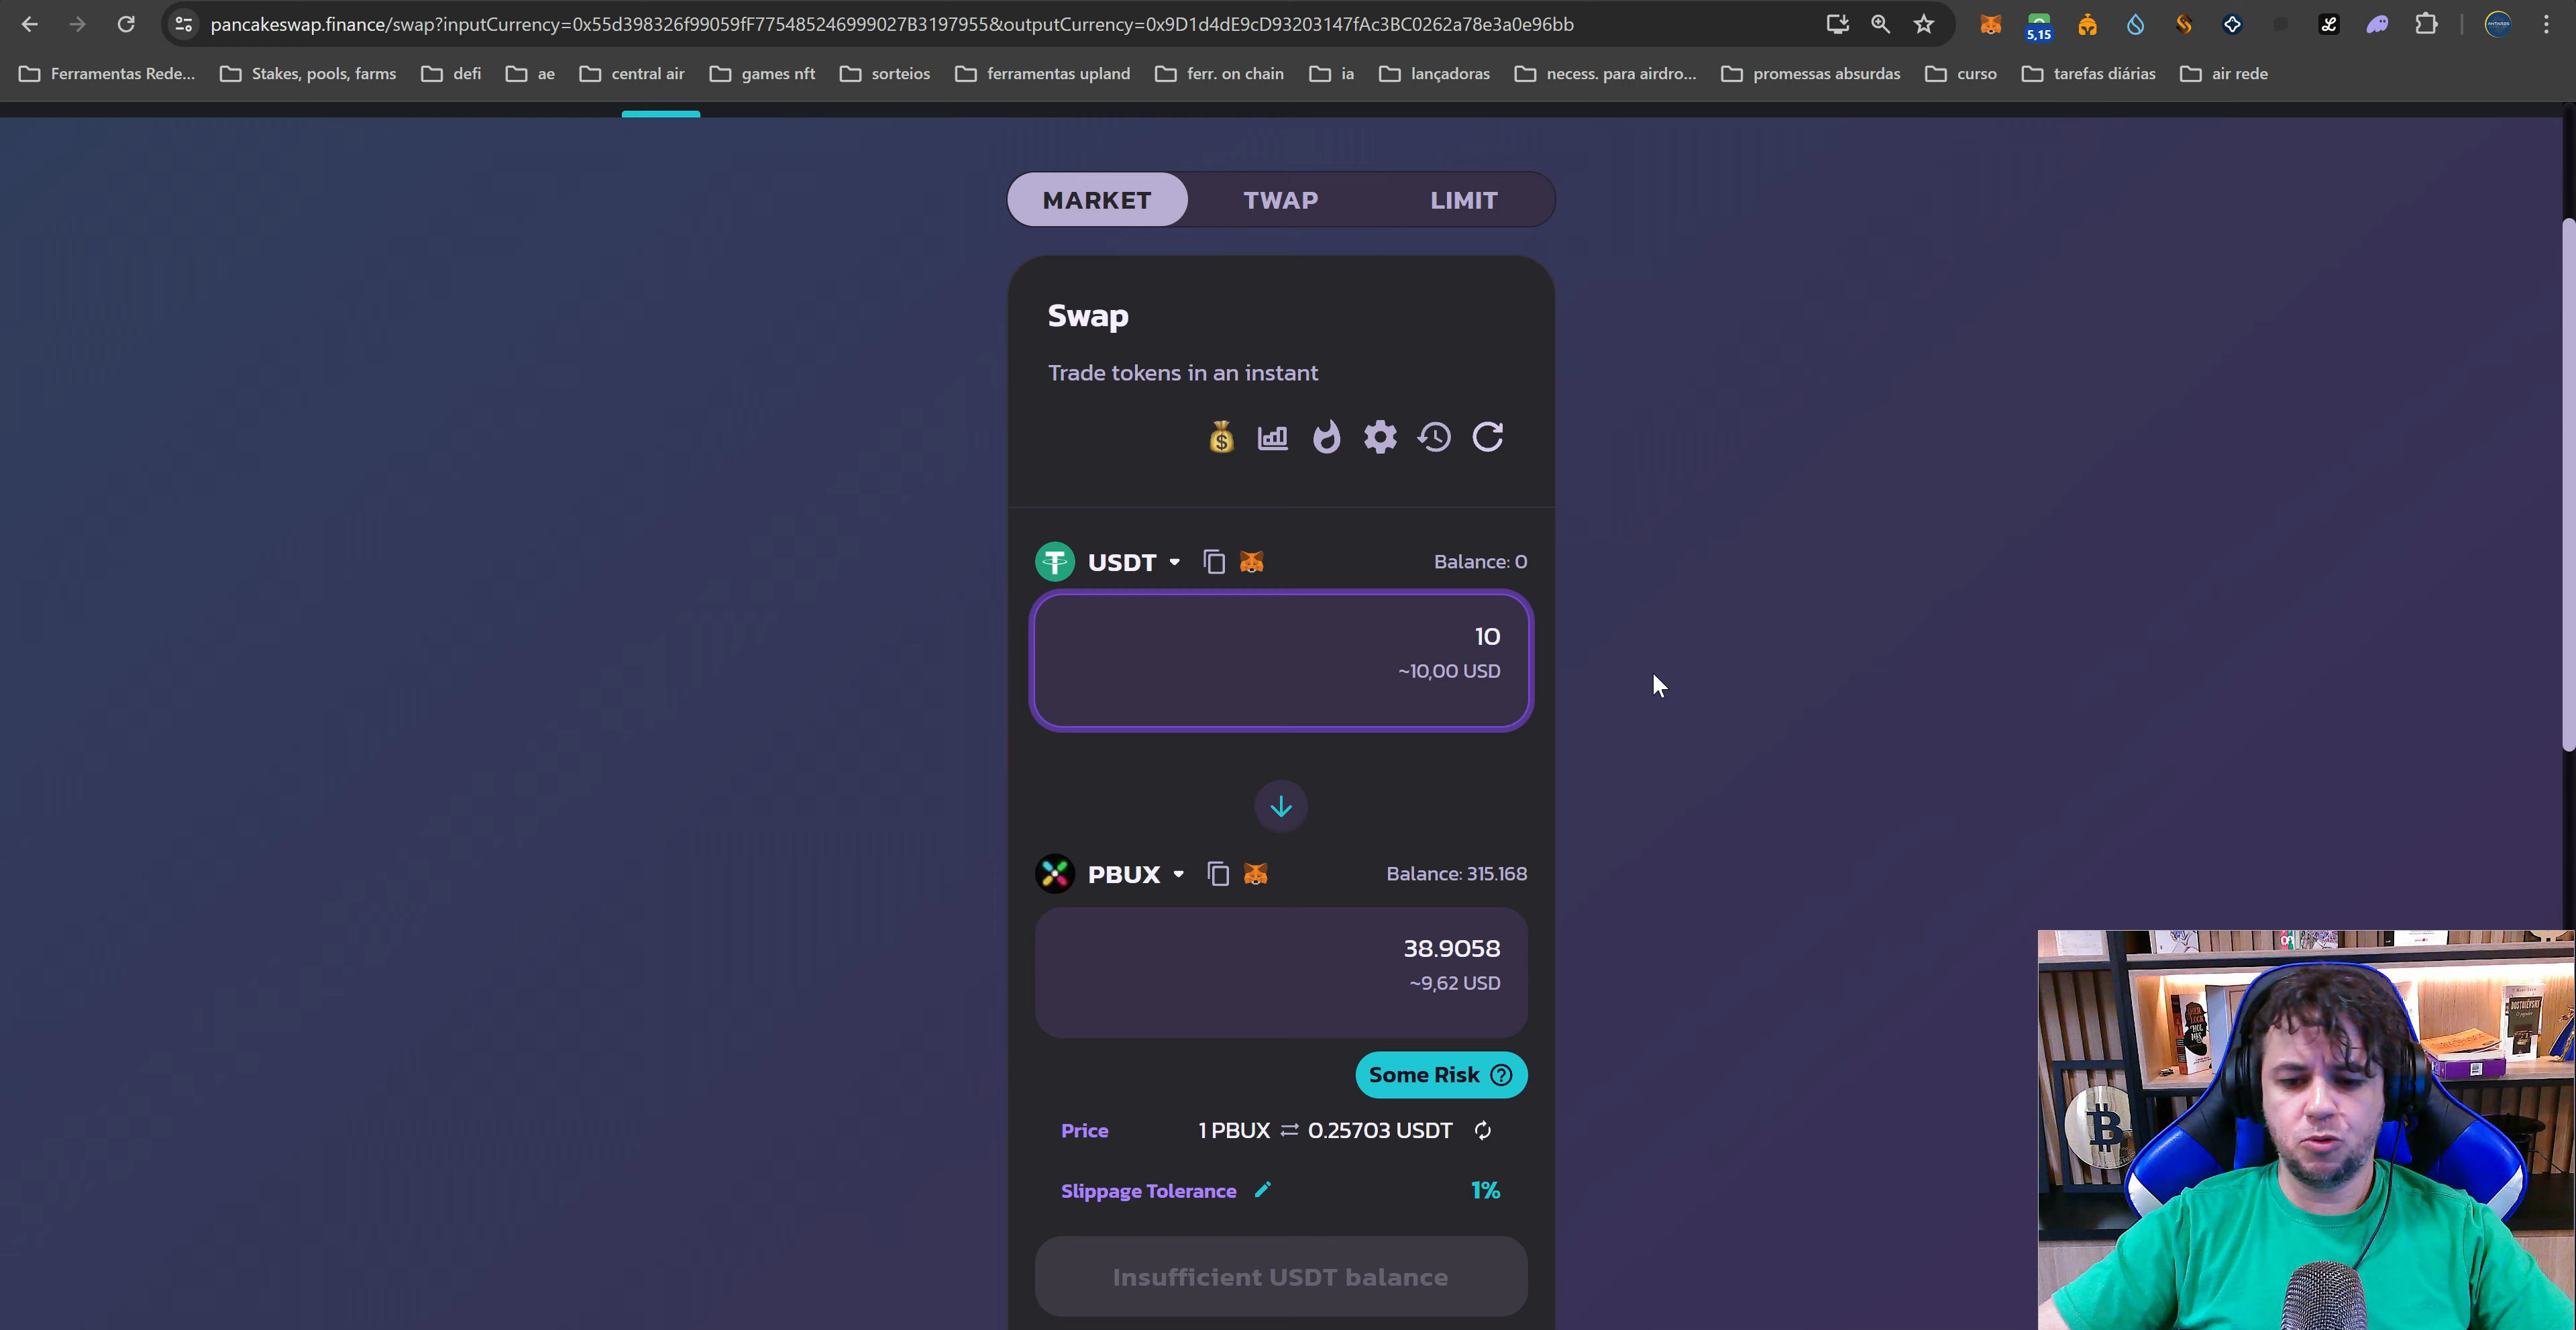 pancakeswap.finance/swap?inputCurrency=0x55d398326f99059fF775485246999027B3197955&outputCurrency=0x9D1d4dE9cD93203147fAc3BC0262a78e3a0e96bb
5,15
Ferramentas Rede... Stakes, pools, farms defi ae central air games nft sorteios ferramentas upland ferr. on chain ia lançadoras necess. para airdro... promessas absurdas curso tarefas diárias air rede
MARKET TWAP LIMIT
Swap
Trade tokens in an instant
USDT Balance: 0
10
~10,00 USD
PBUX Balance: 315.168
38.9058
~9,62 USD
Some Risk
Price 1 PBUX ⇄ 0.25703 USDT
Slippage Tolerance 1%
Insufficient USDT balance